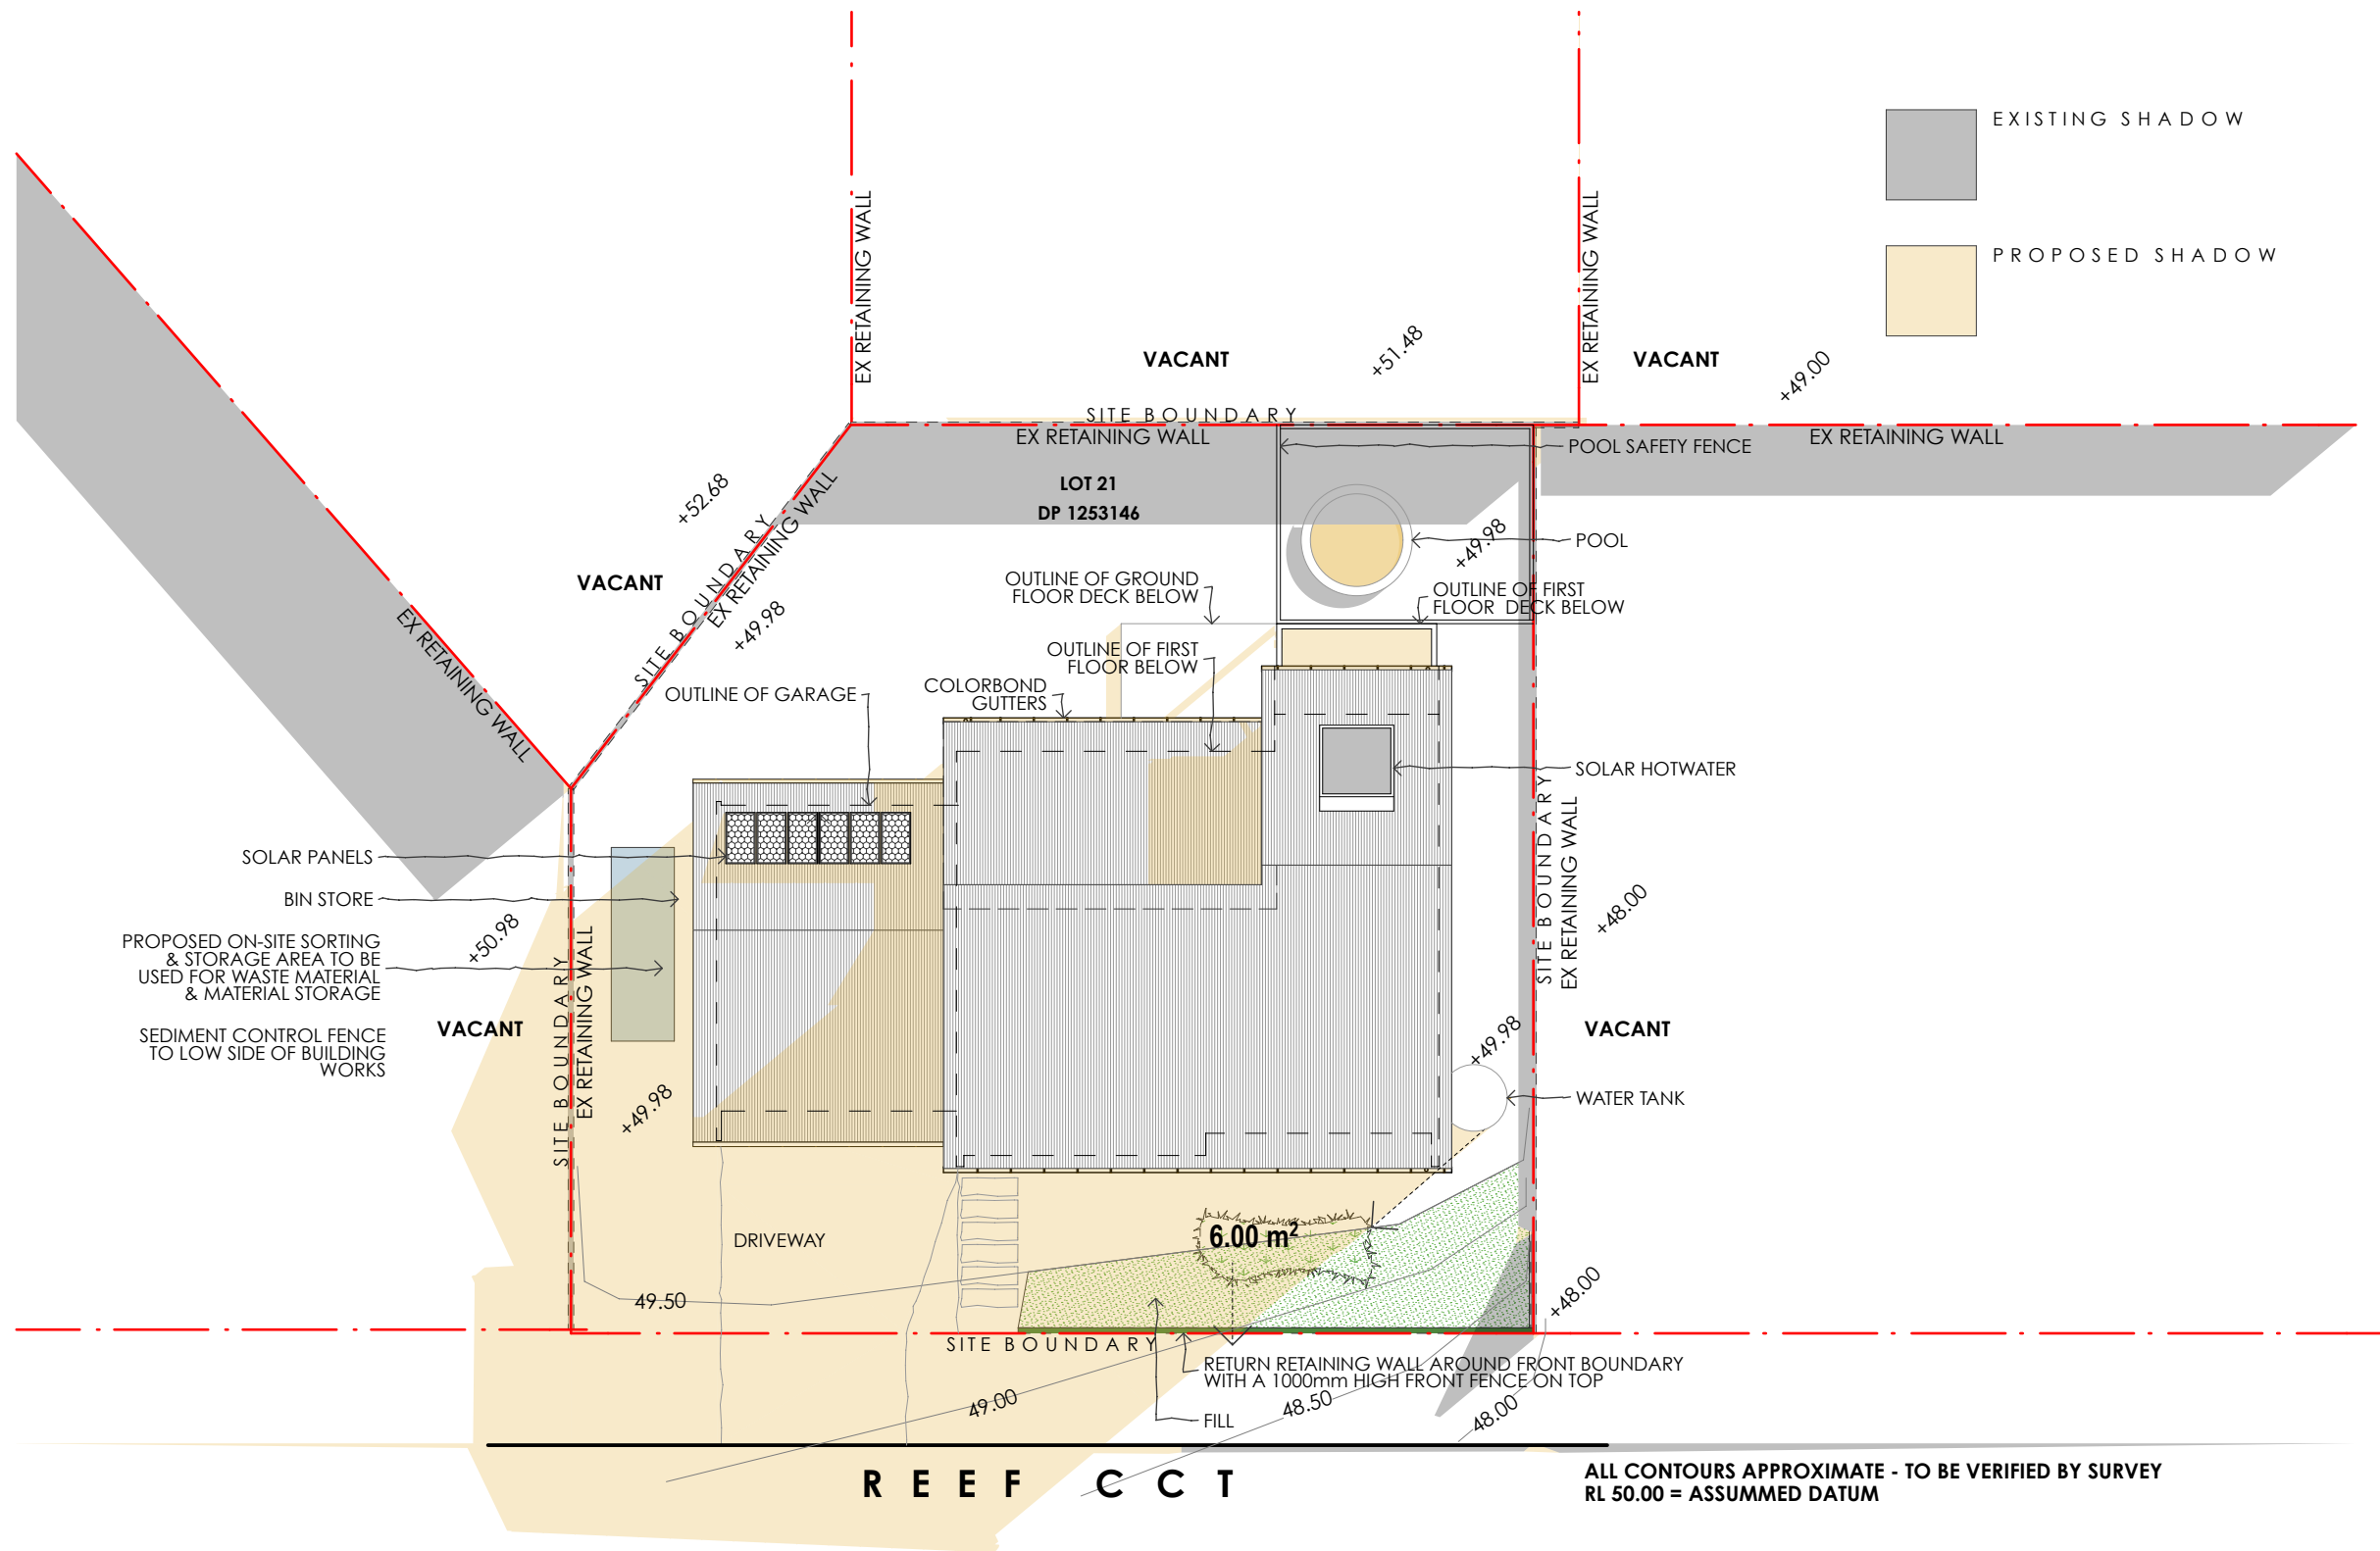 EXISTING SHADOW
PROPOSED SHADOW
EX RETAINING WALL
EX RETAINING WALL
VACANT
+51.48
VACANT
+49.00
SITE BOUNDARY
EX RETAINING WALL
EX RETAINING WALL
POOL SAFETY FENCE
LOT 21
DP 1253146
+52.68
SITE BOUNDARY
EX RETAINING WALL
+49.98
POOL
+49.98
VACANT
OUTLINE OF GROUND
FLOOR DECK BELOW
OUTLINE OF FIRST
FLOOR DECK BELOW
EX RETAINING WALL
OUTLINE OF FIRST
FLOOR BELOW
OUTLINE OF GARAGE
COLORBOND
GUTTERS
SOLAR HOTWATER
SITE BOUNDARY
EX RETAINING WALL
SOLAR PANELS
BIN STORE
+50.98
+48.00
PROPOSED ON-SITE SORTING
& STORAGE AREA TO BE
USED FOR WASTE MATERIAL
& MATERIAL STORAGE
SITE BOUNDARY
EX RETAINING WALL
VACANT
SEDIMENT CONTROL FENCE
TO LOW SIDE OF BUILDING
WORKS
+49.98
VACANT
+49.98
WATER TANK
DRIVEWAY
6.00 m²
49.50
+48.00
SITE BOUNDARY
RETURN RETAINING WALL AROUND FRONT BOUNDARY
WITH A 1000mm HIGH FRONT FENCE ON TOP
49.00
48.50
48.00
FILL
REEF CCT
ALL CONTOURS APPROXIMATE - TO BE VERIFIED BY SURVEY
RL 50.00 = ASSUMMED DATUM